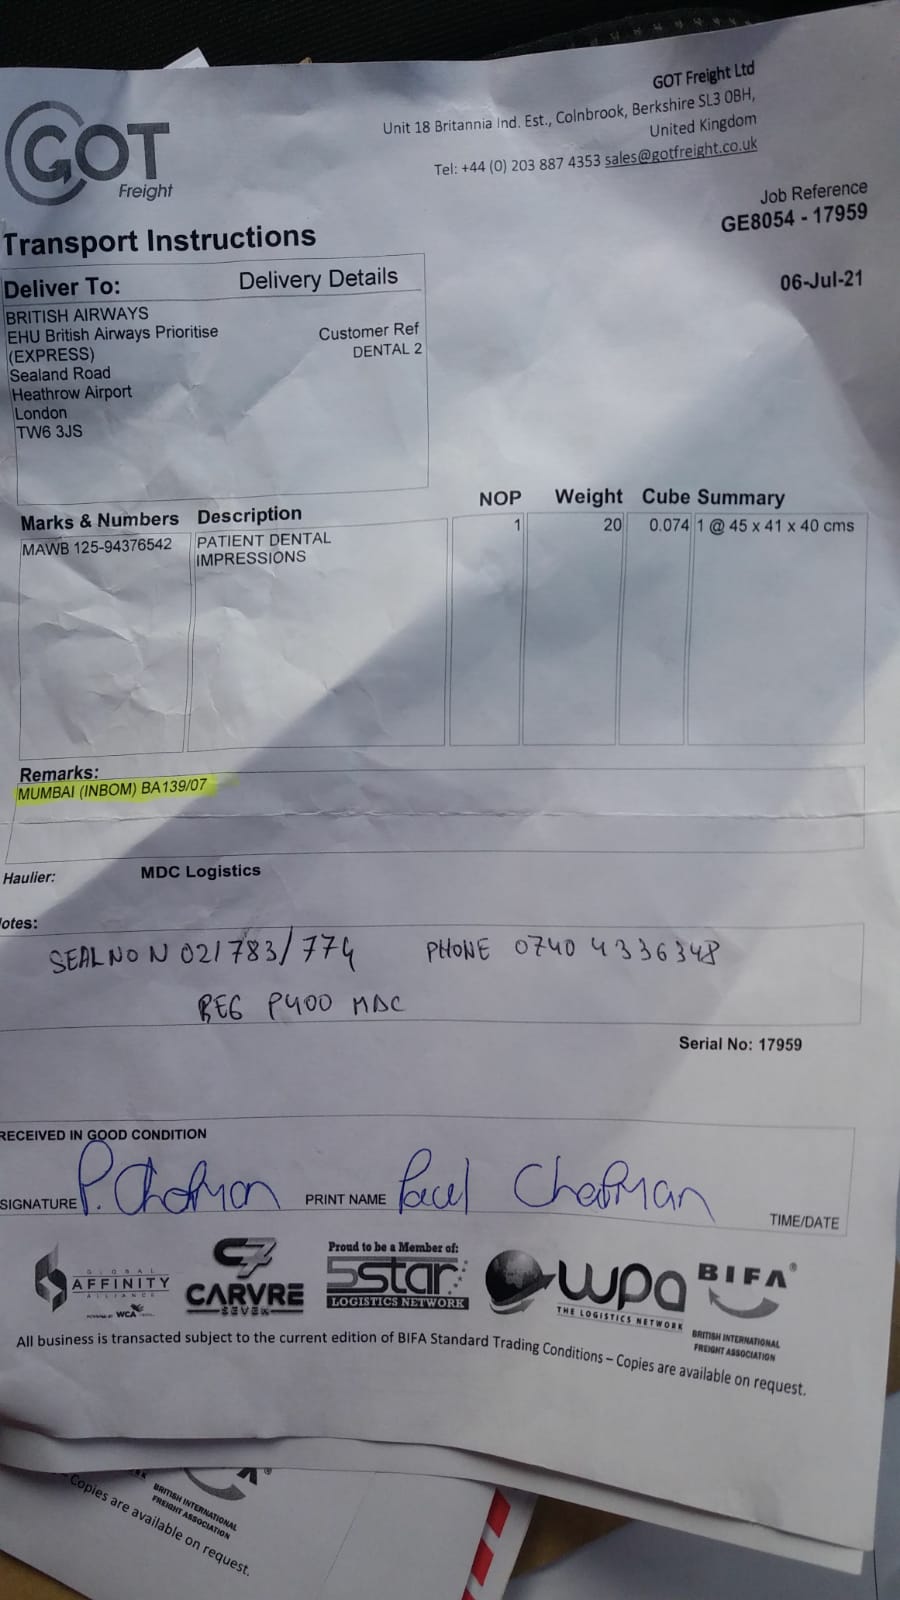 GOT
Freight
GOT Freight Ltd
Unit 18 Britannia Ind. Est., Colnbrook, Berkshire SL3 0BH,
United Kingdom
Tel: +44 (0) 203 887 4353 sales@gotfreight.co.uk
Job Reference
GE8054 - 17959
Transport Instructions
06-Jul-21
Deliver To: Delivery Details
BRITISH AIRWAYS
EHU British Airways Prioritise
(EXPRESS)
Sealand Road
Heathrow Airport
London
TW6 3JS
Customer Ref
DENTAL 2
Marks & Numbers Description NOP Weight Cube Summary
MAWB 125-94376542 PATIENT DENTAL 1 20 0.074 1 @ 45 x 41 x 40 cms
IMPRESSIONS
Remarks:
MUMBAI (INBOM) BA139/07
Haulier: MDC Logistics
otes:
SEAL NO N 021783/774 PHONE 0740 4336348
REG P400 MDC
Serial No: 17959
RECEIVED IN GOOD CONDITION
SIGNATURE P. Chapman PRINT NAME Paul Chapman TIME/DATE
GLOBAL
AFFINITY
ALLIANCE
POWERED BY WCA
CARVRE
SEVEN
Proud to be a Member of:
5star
LOGISTICS NETWORK
wpa
THE LOGISTICS NETWORK
BIFA®
BRITISH INTERNATIONAL
FREIGHT ASSOCIATION
All business is transacted subject to the current edition of BIFA Standard Trading Conditions – Copies are available on request.
BRITISH INTERNATIONAL
FREIGHT ASSOCIATION
Copies are available on request.